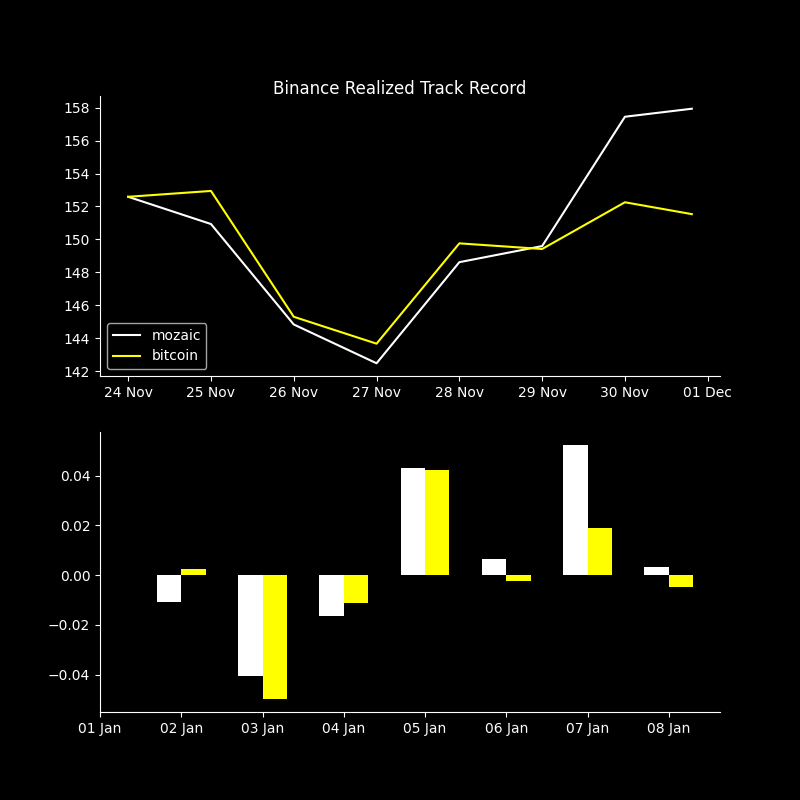 Binance Realized Track Record
158
156
154
152
150
148
146
144
142
mozaic
bitcoin
24 Nov 25 Nov 26 Nov 27 Nov 28 Nov 29 Nov 30 Nov 01 Dec
0.04
0.02
0.00
−0.02
−0.04
01 Jan 02 Jan 03 Jan 04 Jan 05 Jan 06 Jan 07 Jan 08 Jan